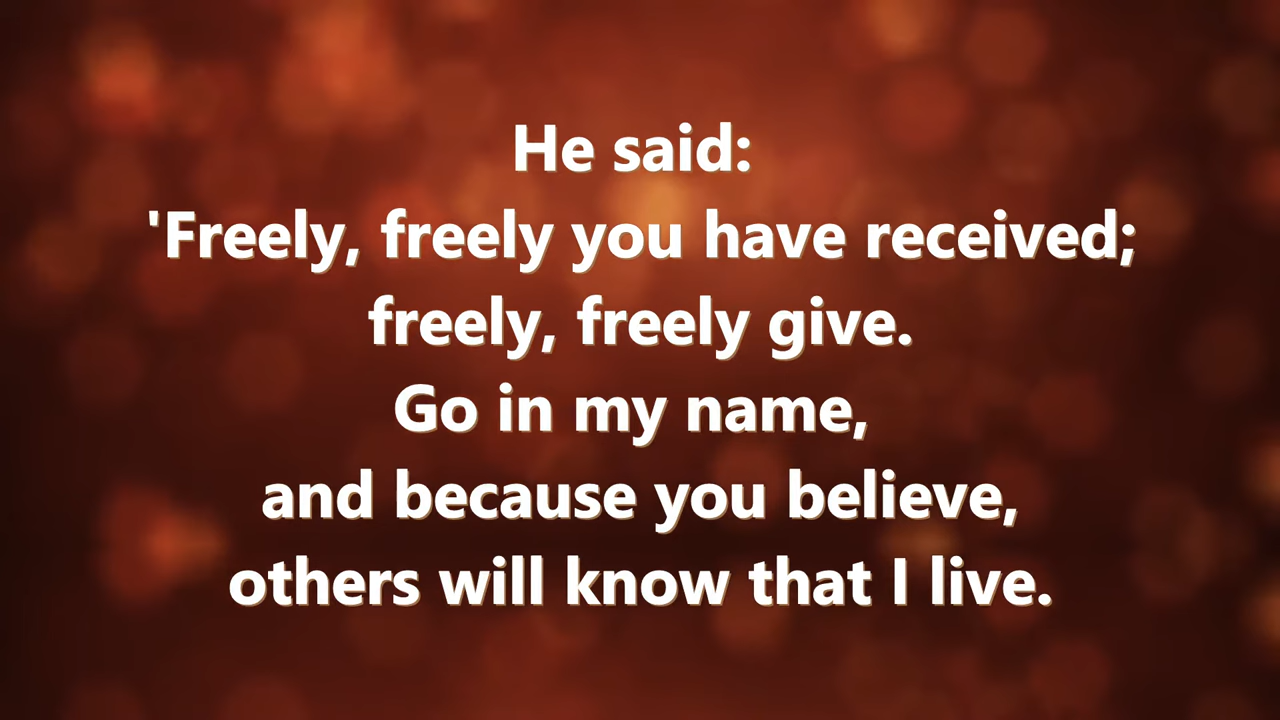 He said:
'Freely, freely you have received;
freely, freely give.
Go in my name,
and because you believe,
others will know that I live.